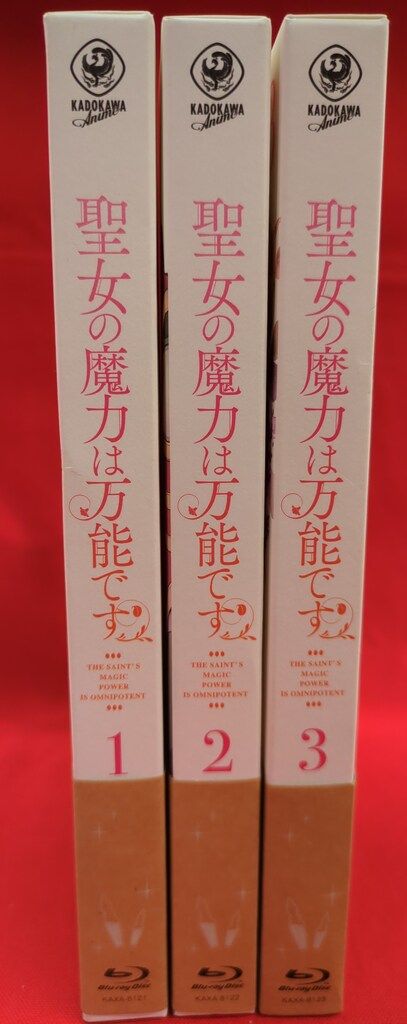 KADOKAWA
Anime
聖女の魔力は万能です
THE SAINT'S
MAGIC
POWER
IS OMNIPOTENT
1
Blu-ray Disc
KAXA-8121
KADOKAWA
Anime
聖女の魔力は万能です
THE SAINT'S
MAGIC
POWER
IS OMNIPOTENT
2
Blu-ray Disc
KAXA-8122
KADOKAWA
Anime
聖女の魔力は万能です
THE SAINT'S
MAGIC
POWER
IS OMNIPOTENT
3
Blu-ray Disc
KAXA-8123